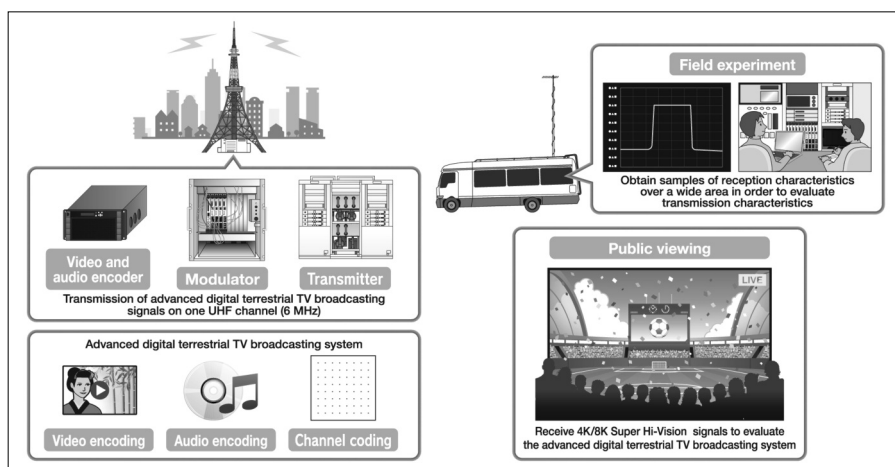 Field experiment
Obtain samples of reception characteristics
over a wide area in order to evaluate
transmission characteristics
Video and
audio encoder
Modulator
Transmitter
Transmission of advanced digital terrestrial TV broadcasting
signals on one UHF channel (6 MHz)
Public viewing
LIVE
Receive 4K/8K Super Hi-Vision signals to evaluate
the advanced digital terrestrial TV broadcasting system
Advanced digital terrestrial TV broadcasting system
Video encoding
Audio encoding
Channel coding